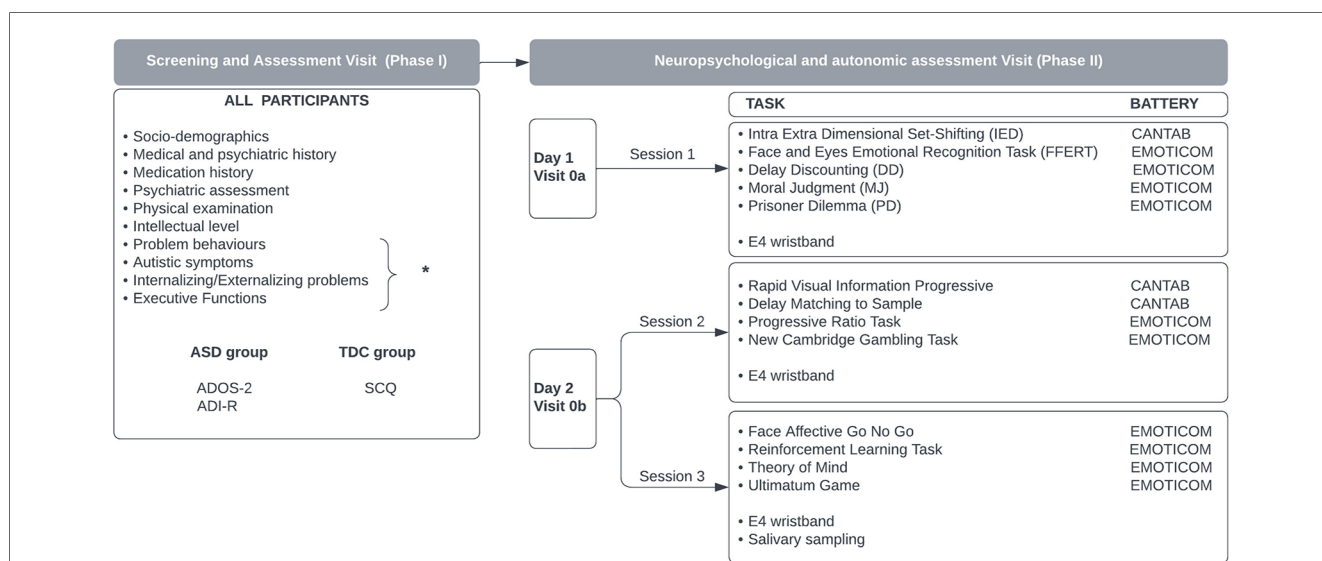 Screening and Assessment Visit (Phase I)
Neuropsychological and autonomic assessment Visit (Phase II)
ALL PARTICIPANTS
• Socio-demographics
• Medical and psychiatric history
• Medication history
• Psychiatric assessment
• Physical examination
• Intellectual level
• Problem behaviours
• Autistic symptoms
• Internalizing/Externalizing problems
• Executive Functions
*
ASD group TDC group
ADOS-2 SCQ
ADI-R
TASK BATTERY
Day 1
Visit 0a
Session 1
• Intra Extra Dimensional Set-Shifting (IED) CANTAB
• Face and Eyes Emotional Recognition Task (FFERT) EMOTICOM
• Delay Discounting (DD) EMOTICOM
• Moral Judgment (MJ) EMOTICOM
• Prisoner Dilemma (PD) EMOTICOM
• E4 wristband
Day 2
Visit 0b
Session 2
• Rapid Visual Information Progressive CANTAB
• Delay Matching to Sample CANTAB
• Progressive Ratio Task EMOTICOM
• New Cambridge Gambling Task EMOTICOM
• E4 wristband
Session 3
• Face Affective Go No Go EMOTICOM
• Reinforcement Learning Task EMOTICOM
• Theory of Mind EMOTICOM
• Ultimatum Game EMOTICOM
• E4 wristband
• Salivary sampling